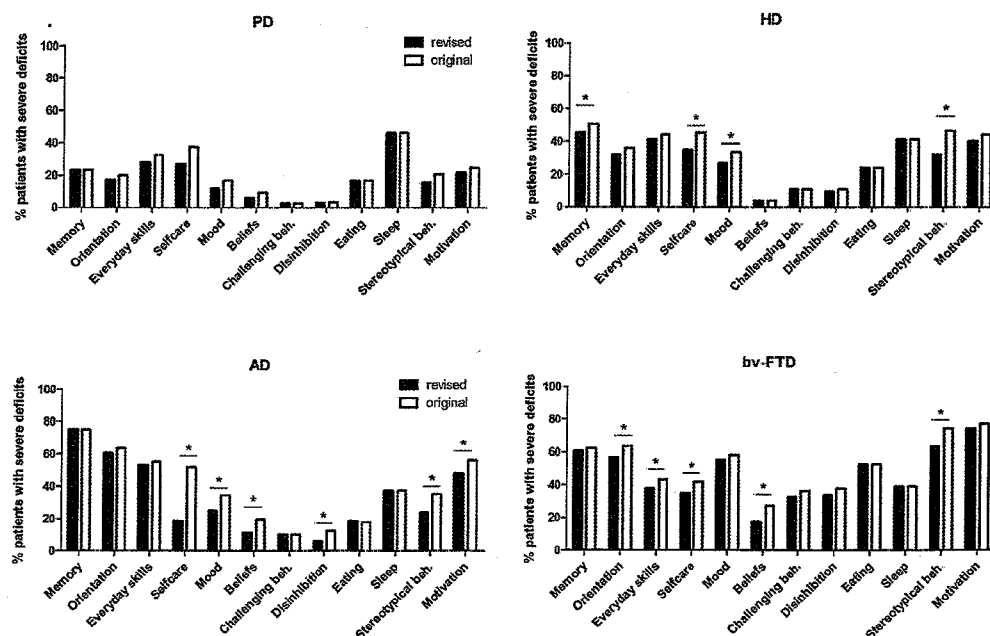 PD
% patients with severe deficits
100
80
60
40
20
0
revised
original
Memory
Orientation
Everyday skills
Selfcare
Mood
Beliefs
Challenging beh.
Disinhibition
Eating
Sleep
Stereotypical beh.
Motivation
HD
% patients with severe deficits
100
80
60
40
20
0
*
*
*
*
Memory
Orientation
Everyday skills
Selfcare
Mood
Beliefs
Challenging beh.
Disinhibition
Eating
Sleep
Stereotypical beh.
Motivation
AD
% patients with severe deficits
100
80
60
40
20
0
revised
original
*
*
*
*
*
*
Memory
Orientation
Everyday skills
Selfcare
Mood
Beliefs
Challenging beh.
Disinhibition
Eating
Sleep
Stereotypical beh.
Motivation
bv-FTD
% patients with severe deficits
100
80
60
40
20
0
*
*
*
*
*
Memory
Orientation
Everyday skills
Selfcare
Mood
Beliefs
Challenging beh.
Disinhibition
Eating
Sleep
Stereotypical beh.
Motivation